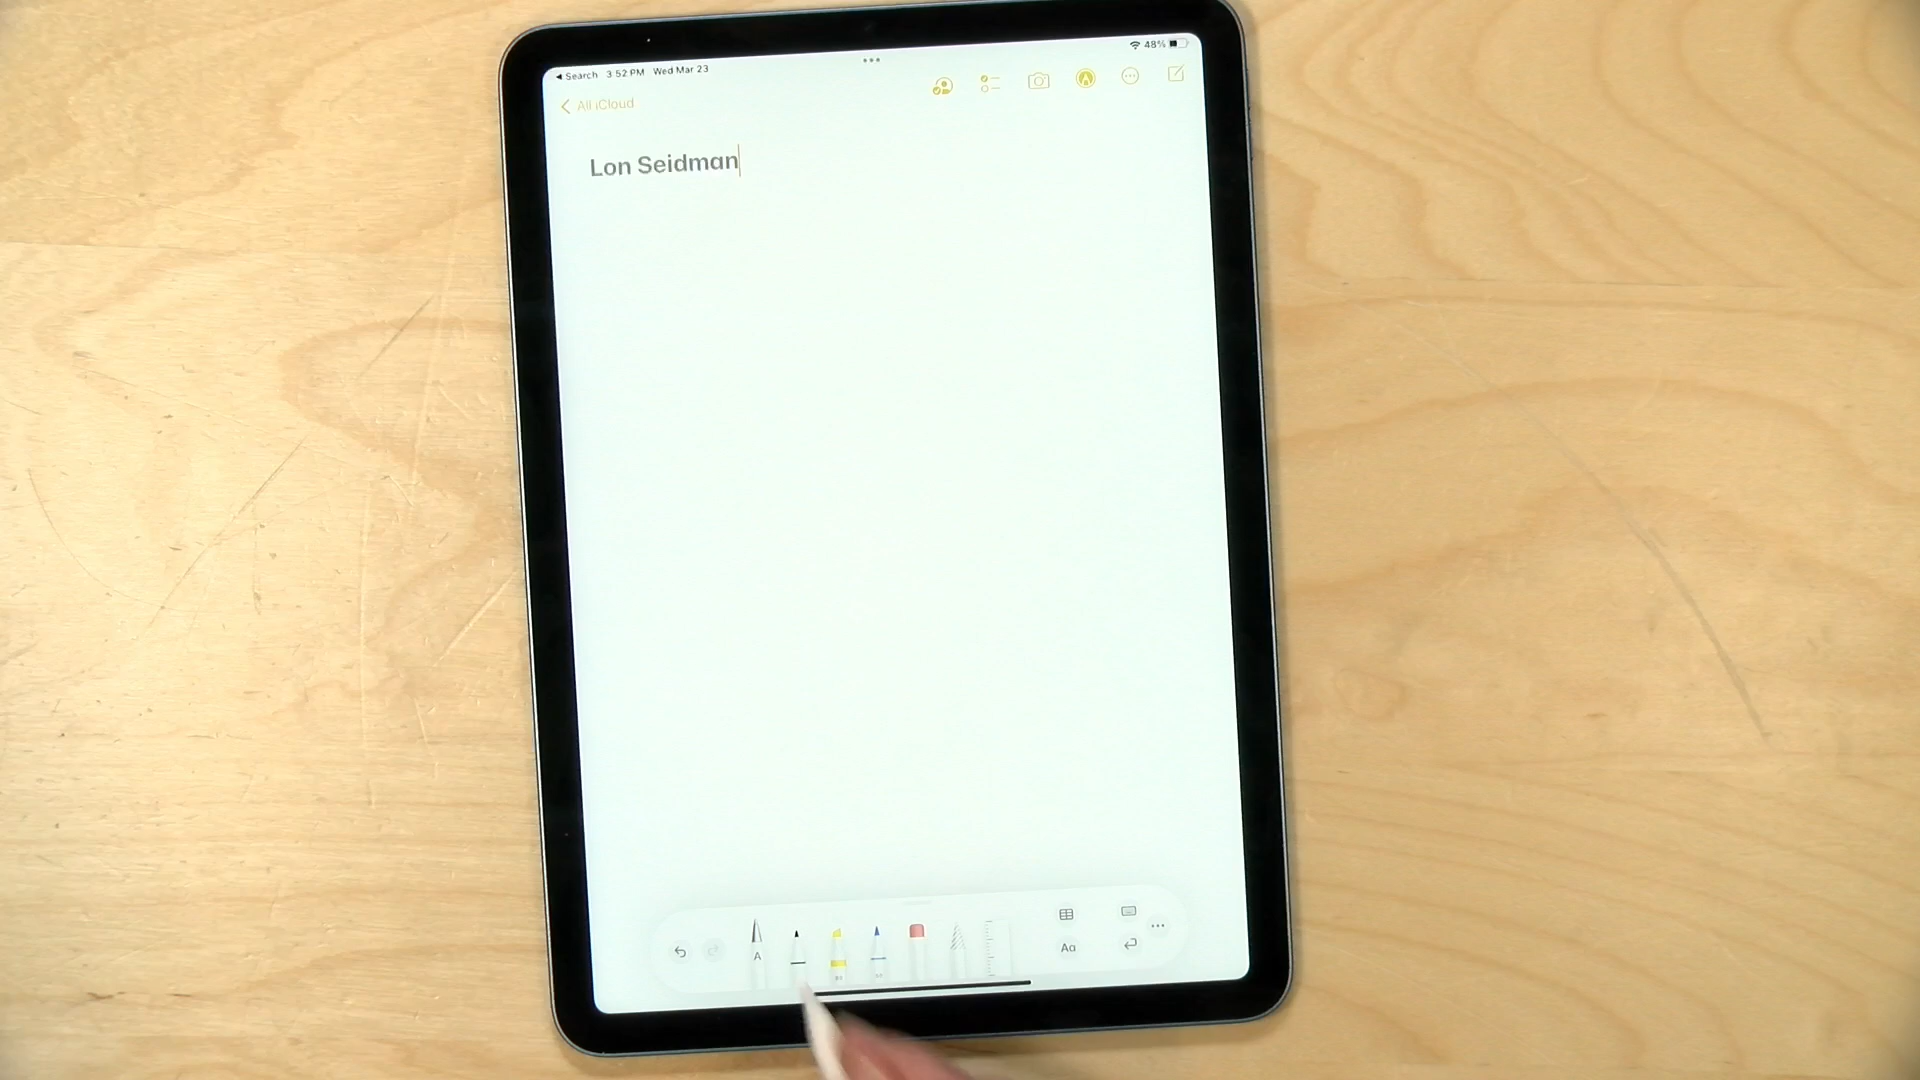 ◀ Search 3:52 PM Wed Mar 23
48%
All iCloud
Lon Seidman
A
Aa